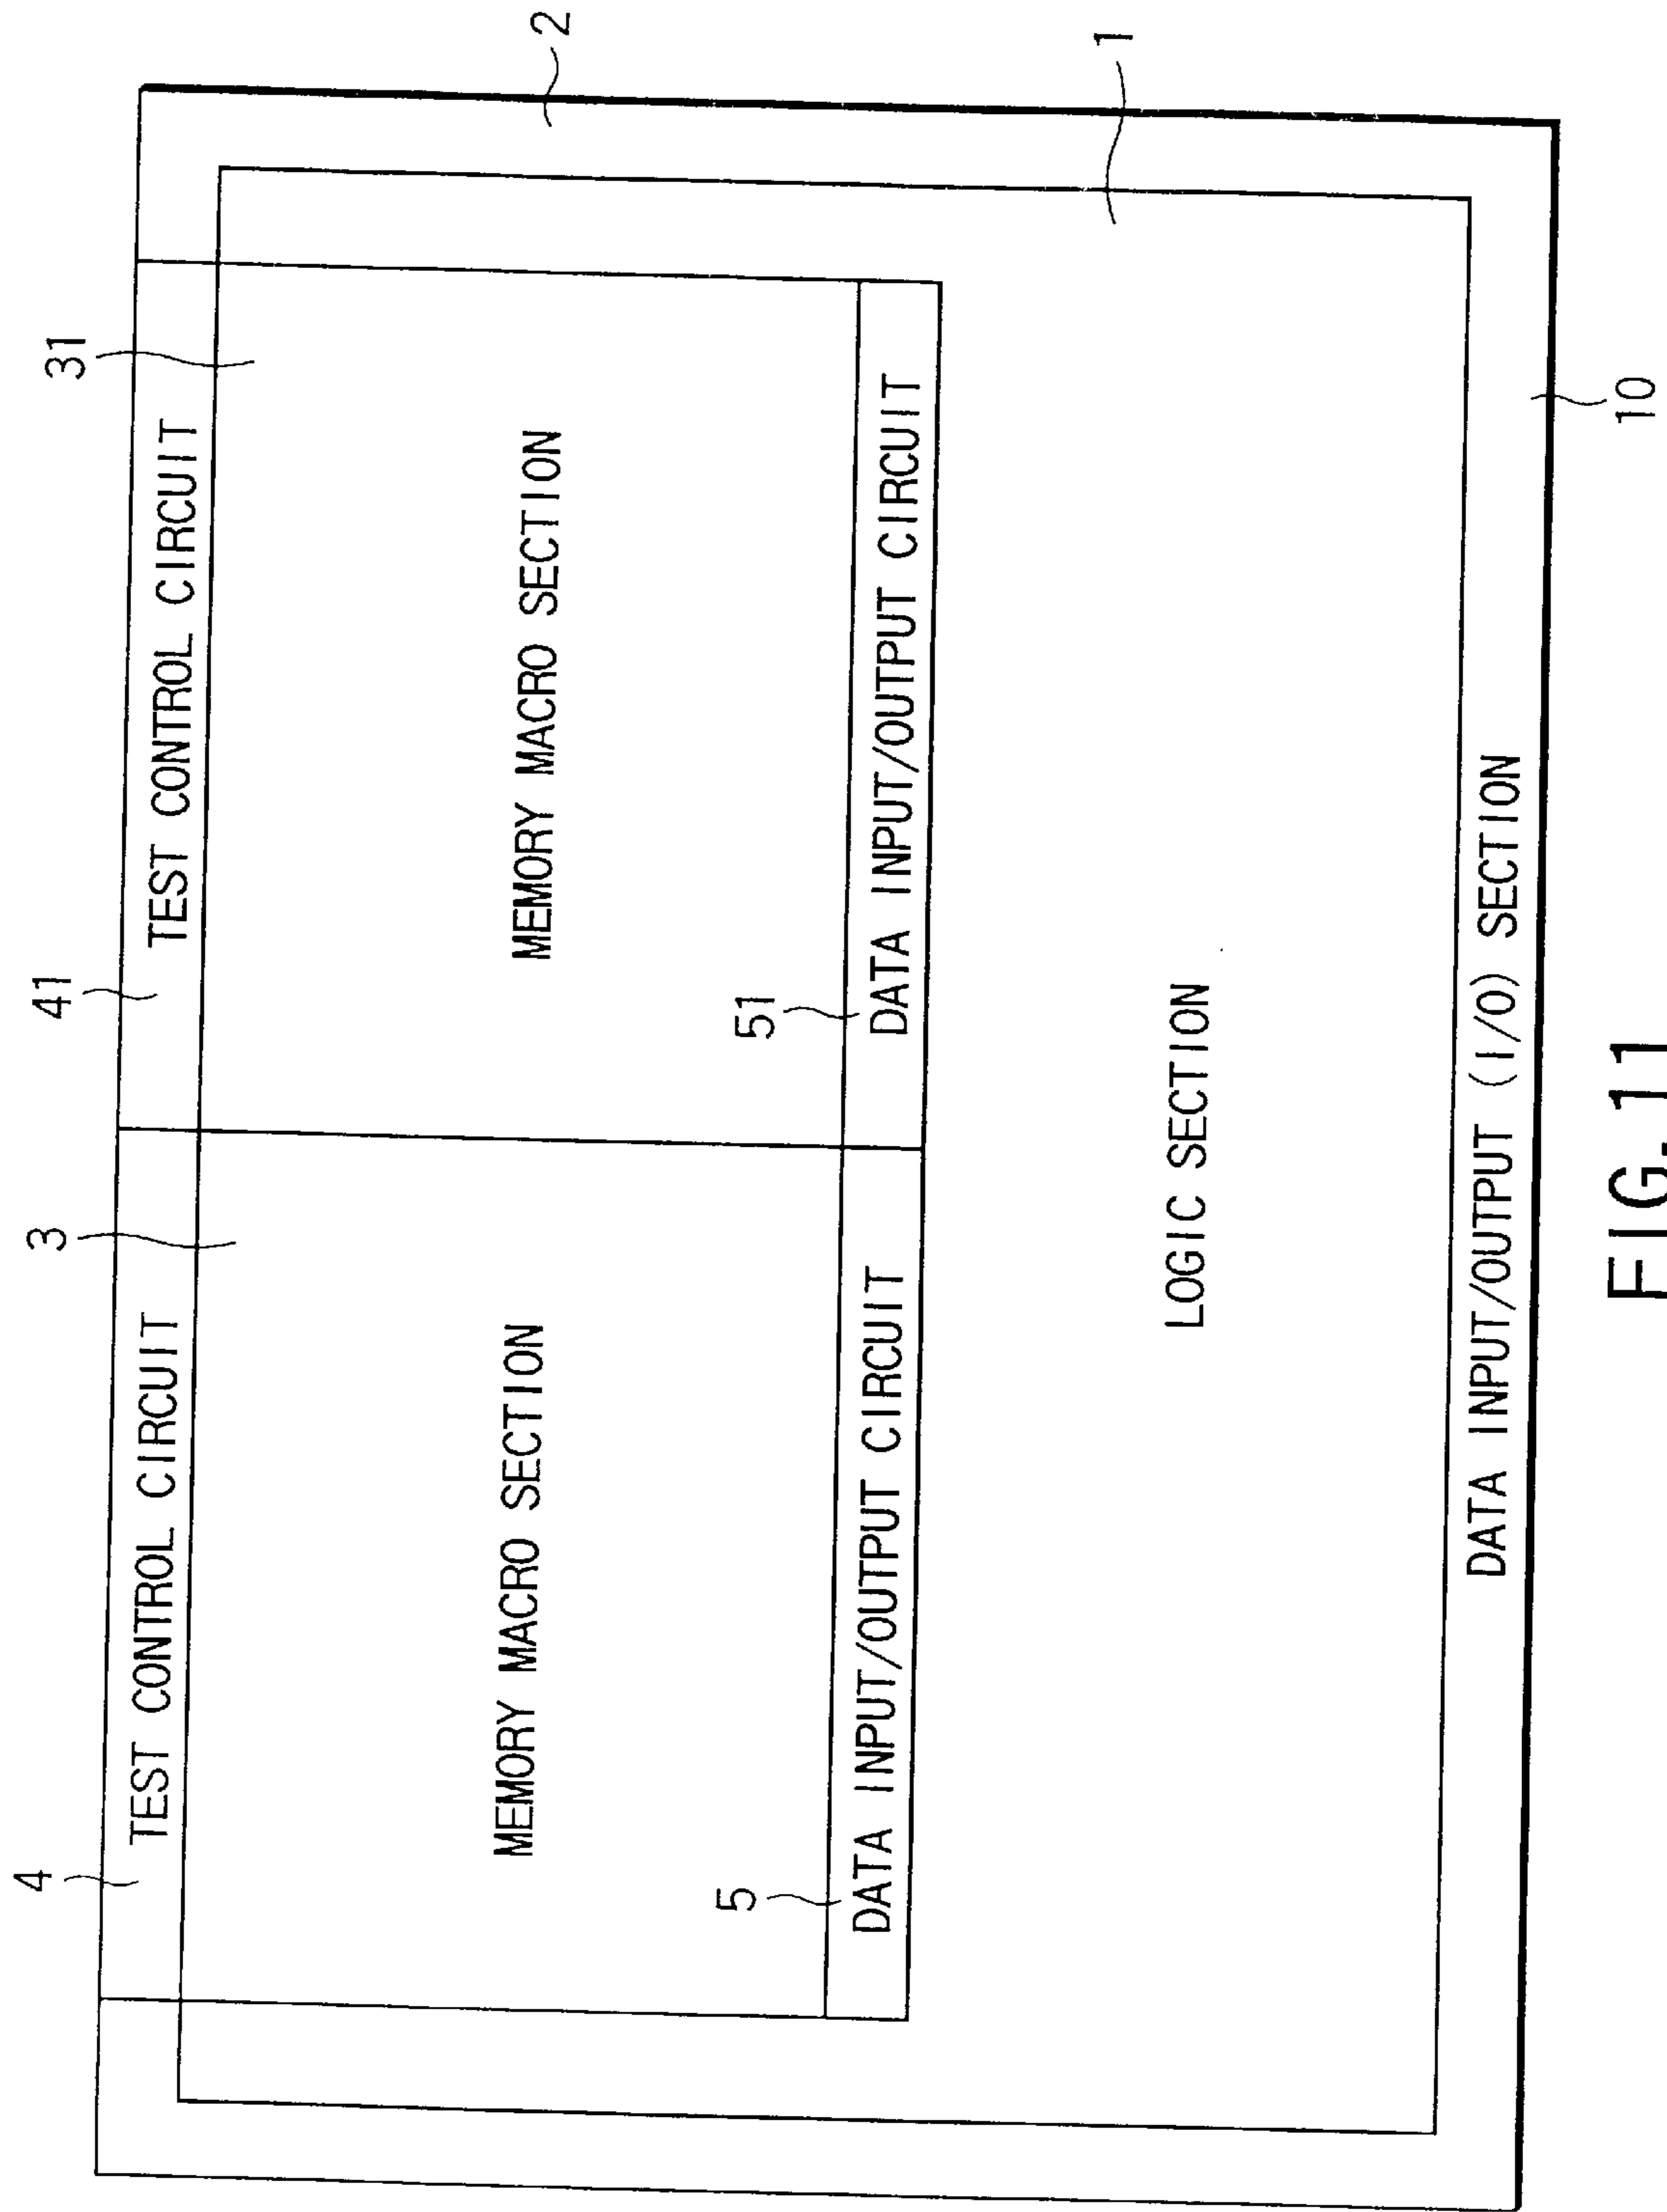 4
TEST CONTROL CIRCUIT
41
TEST CONTROL CIRCUIT
3
31
2
MEMORY MACRO SECTION
MEMORY MACRO SECTION
5
DATA INPUT/OUTPUT CIRCUIT
51
DATA INPUT/OUTPUT CIRCUIT
1
LOGIC SECTION
DATA INPUT/OUTPUT (I/O) SECTION
10
FIG. 11